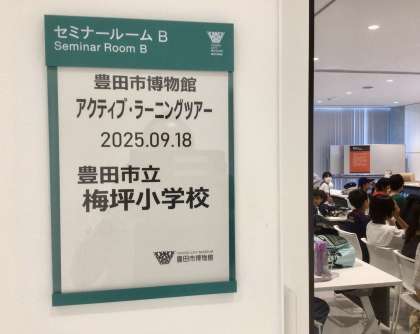 セミナールーム B
Seminar Room B
豊田市博物館
アクティブ・ラーニングツアー
2025.09.18
豊田市立
梅坪小学校
豊田市博物館